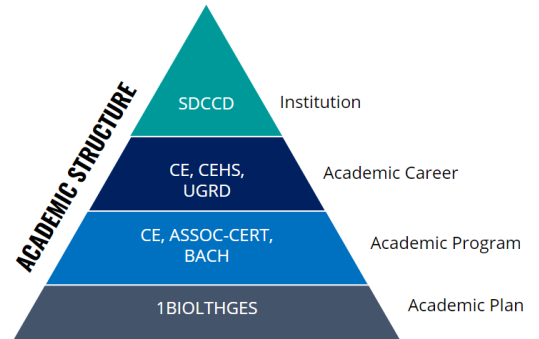 ACADEMIC STRUCTURE
SDCCD
Institution
CE, CEHS,
UGRD
Academic Career
CE, ASSOC-CERT,
BACH
Academic Program
1BIOLTHGES
Academic Plan